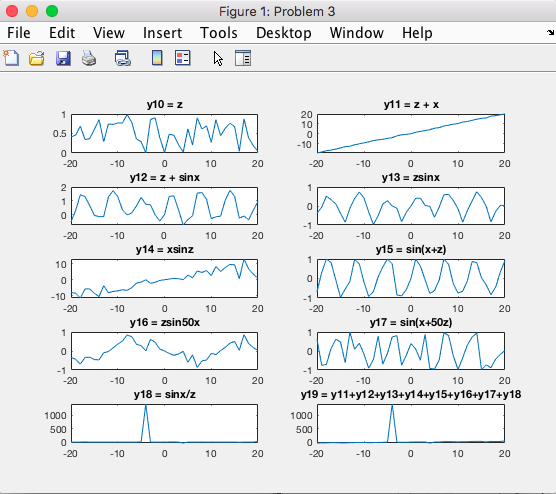 Figure 1: Problem 3
File Edit View Insert Tools Desktop Window Help
y10 = z
1
0.5
0
-20 -10 0 10 20
y11 = z + x
20
10
0
-10
-20 -10 0 10 20
y12 = z + sinx
2
1
0
-20 -10 0 10 20
y13 = zsinx
1
0
-1
-20 -10 0 10 20
y14 = xsinz
10
0
-10
-20 -10 0 10 20
y15 = sin(x+z)
1
0
-1
-20 -10 0 10 20
y16 = zsin50x
1
0
-1
-20 -10 0 10 20
y17 = sin(x+50z)
1
0
-1
-20 -10 0 10 20
y18 = sinx/z
1000
500
0
-20 -10 0 10 20
y19 = y11+y12+y13+y14+y15+y16+y17+y18
1000
500
0
-20 -10 0 10 20